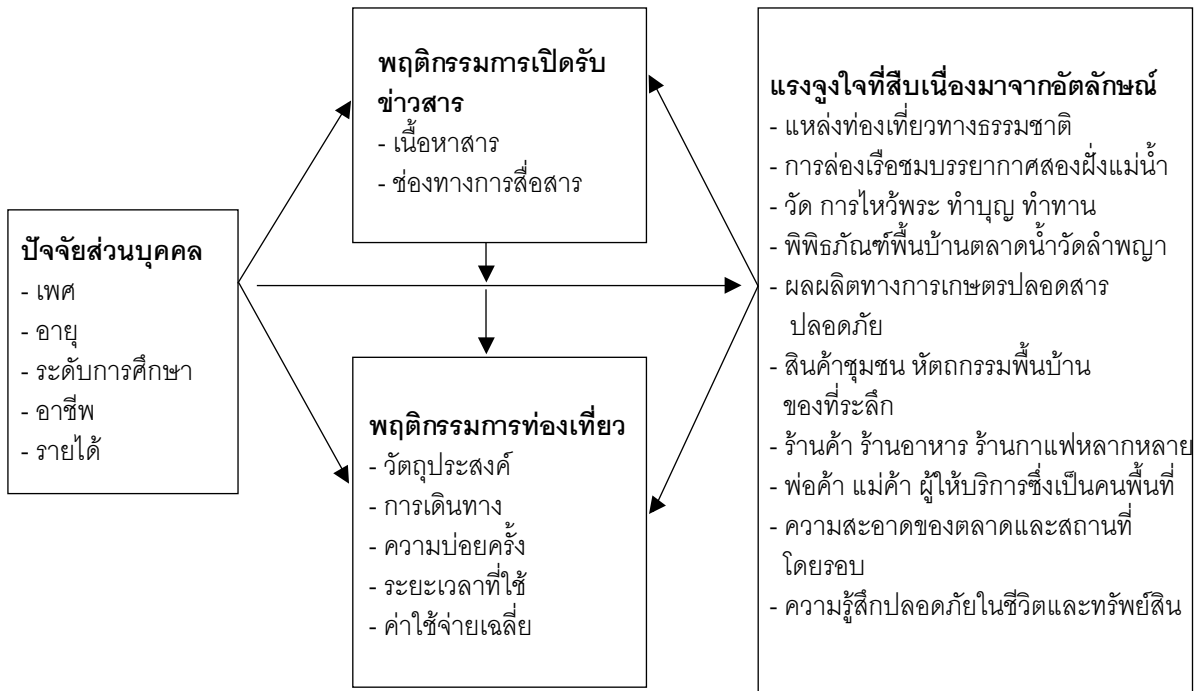 ปัจจัยส่วนบุคคล
- เพศ
- อายุ
- ระดับการศึกษา
- อาชีพ
- รายได้
พฤติกรรมการเปิดรับ
ข่าวสาร
- เนื้อหาสาร
- ช่องทางการสื่อสาร
พฤติกรรมการท่องเที่ยว
- วัตถุประสงค์
- การเดินทาง
- ความบ่อยครั้ง
- ระยะเวลาที่ใช้
- ค่าใช้จ่ายเฉลี่ย
แรงจูงใจที่สืบเนื่องมาจากอัตลักษณ์
- แหล่งท่องเที่ยวทางธรรมชาติ
- การล่องเรือชมบรรยากาศสองฝั่งแม่น้ำ
- วัด การไหว้พระ ทำบุญ ทำทาน
- พิพิธภัณฑ์พื้นบ้านตลาดน้ำวัดลำพญา
- ผลผลิตทางการเกษตรปลอดสาร
ปลอดภัย
- สินค้าชุมชน หัตถกรรมพื้นบ้าน
ของที่ระลึก
- ร้านค้า ร้านอาหาร ร้านกาแฟหลากหลาย
- พ่อค้า แม่ค้า ผู้ให้บริการซึ่งเป็นคนพื้นที่
- ความสะอาดของตลาดและสถานที่
โดยรอบ
- ความรู้สึกปลอดภัยในชีวิตและทรัพย์สิน